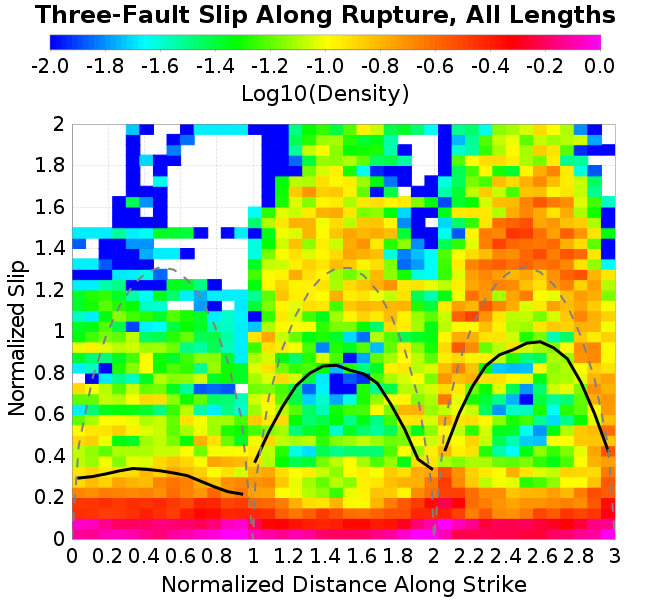 Three-Fault Slip Along Rupture, All Lengths
-2.0 -1.8 -1.6 -1.4 -1.2 -1.0 -0.8 -0.6 -0.4 -0.2 0.0
Log10(Density)
2
1.8
1.6
1.4
1.2
1
0.8
0.6
0.4
0.2
0
Normalized Slip
0 0.2 0.4 0.6 0.8 1 1.2 1.4 1.6 1.8 2 2.2 2.4 2.6 2.8 3
Normalized Distance Along Strike